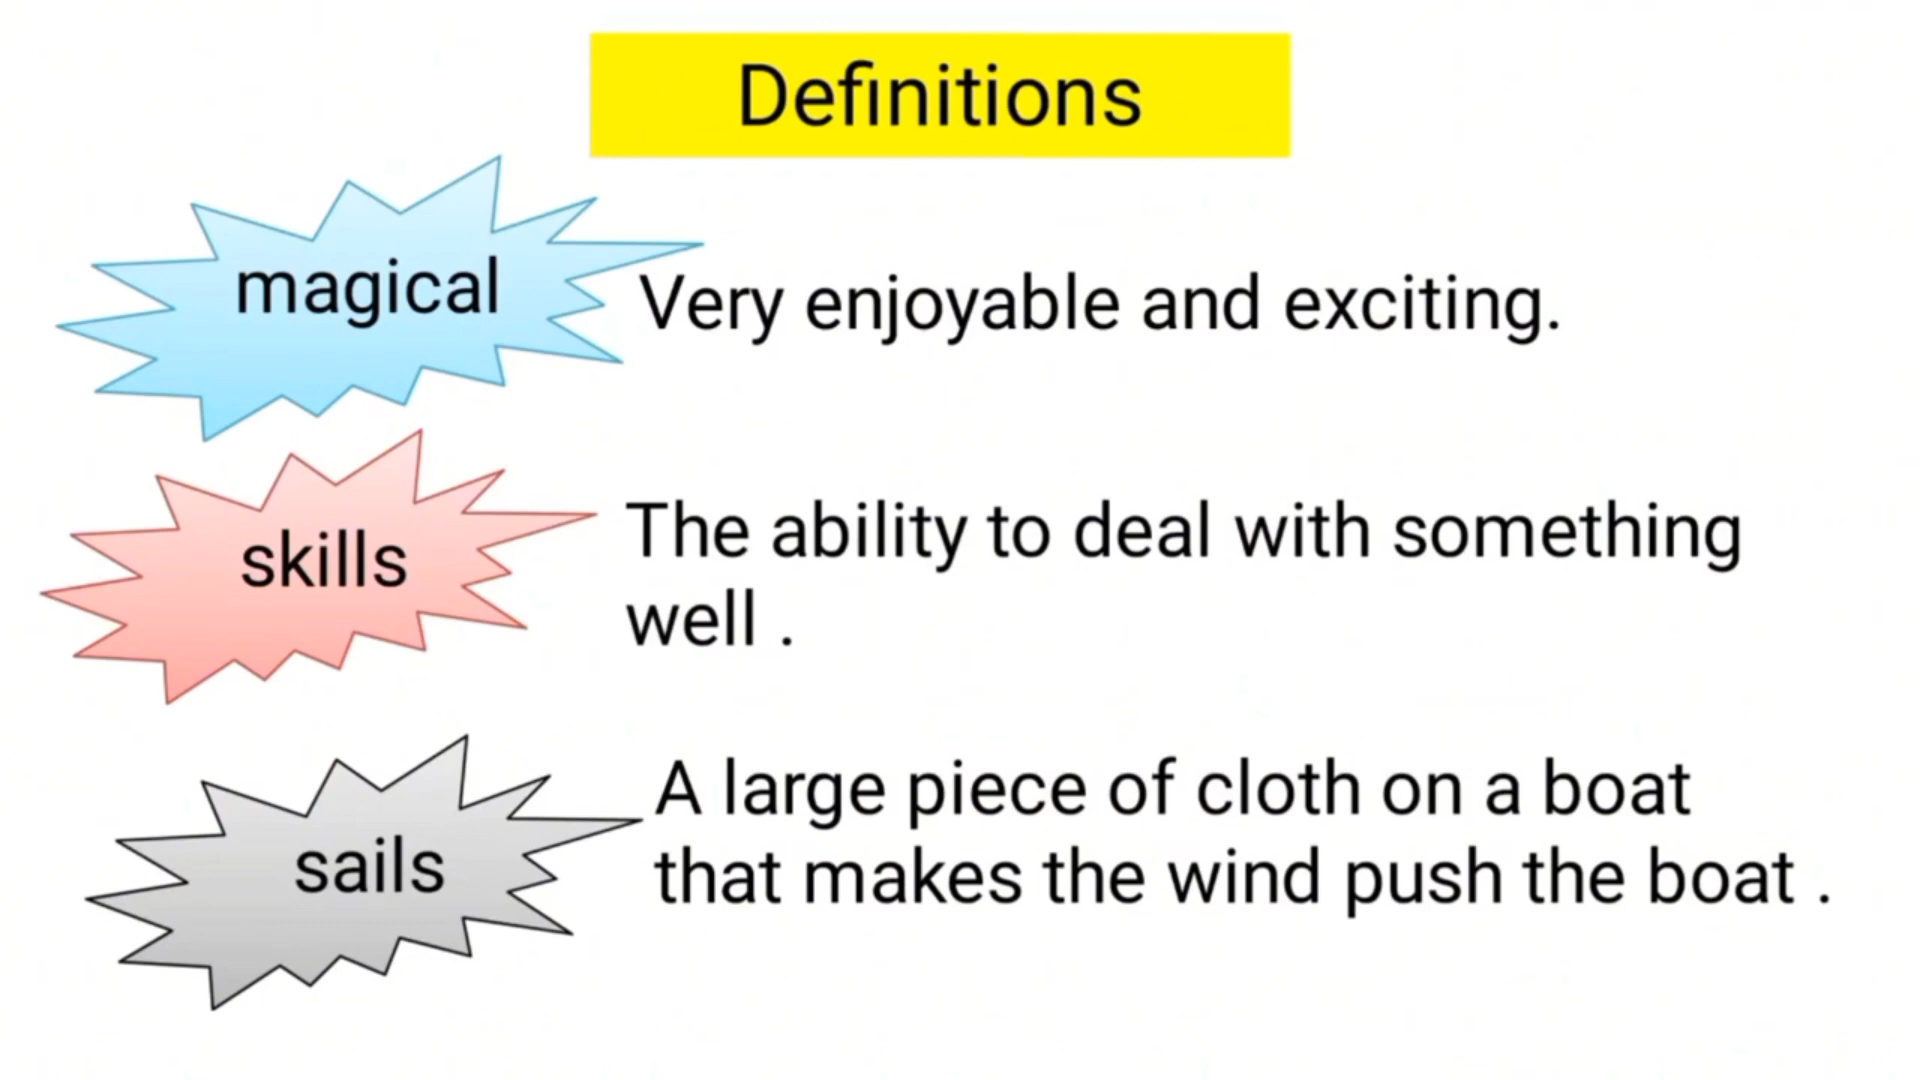 Definitions
magical
Very enjoyable and exciting.
skills
The ability to deal with something
well .
sails
A large piece of cloth on a boat
that makes the wind push the boat .